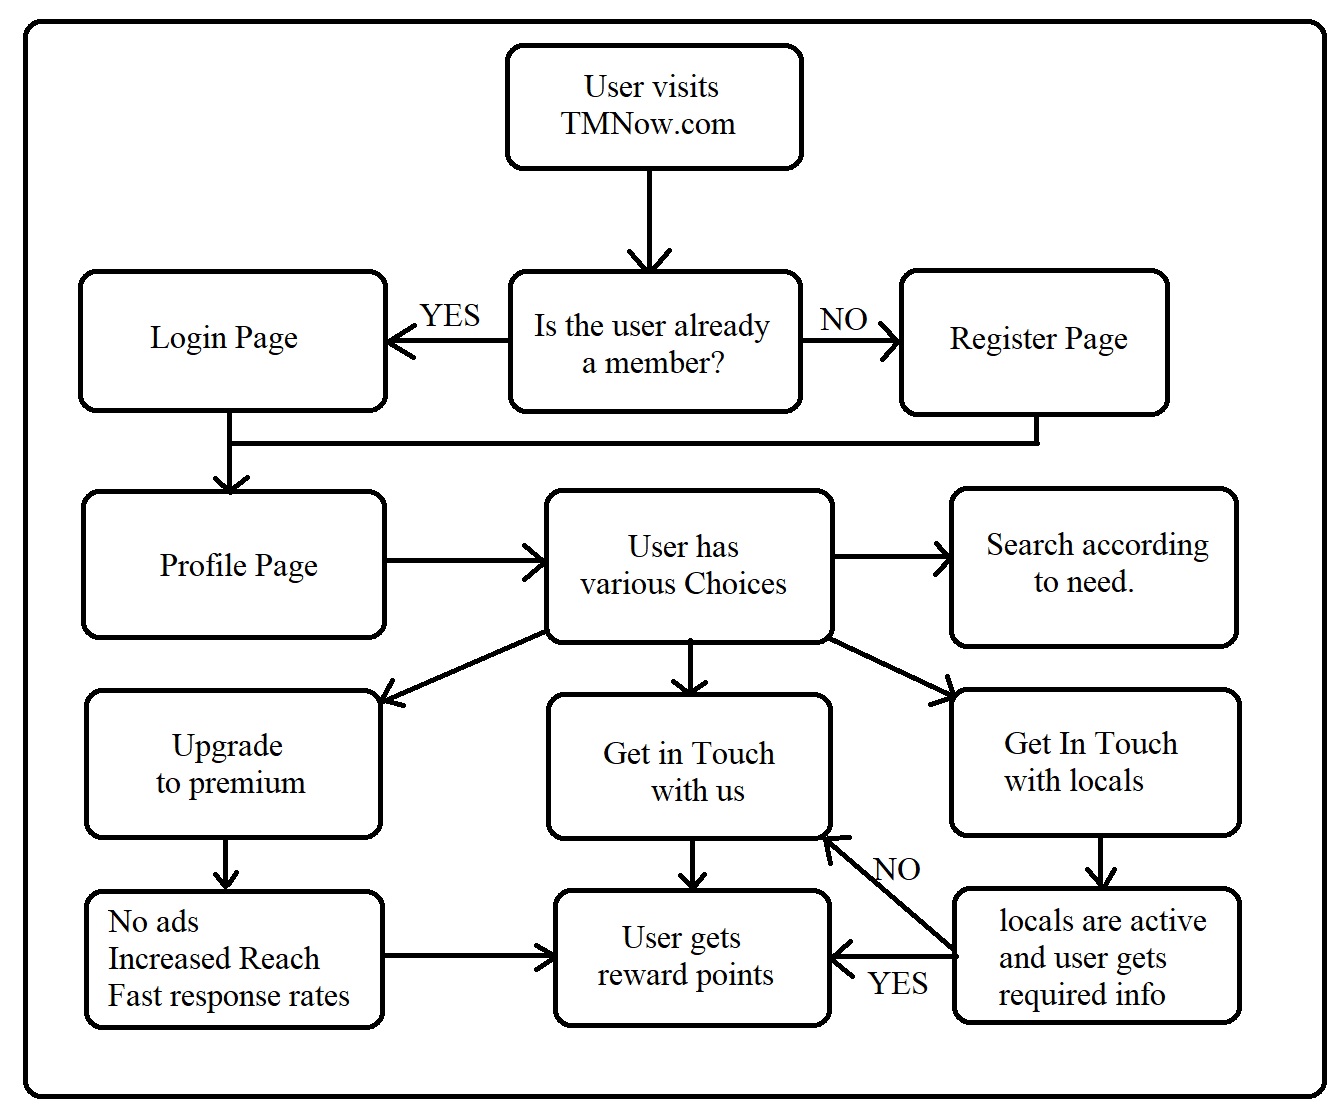 User visits
TMNow.com
Login Page
YES
Is the user already
a member?
NO
Register Page
Profile Page
User has
various Choices
Search according
to need.
Upgrade
to premium
Get in Touch
with us
Get In Touch
with locals
No ads
Increased Reach
Fast response rates
User gets
reward points
NO
YES
locals are active
and user gets
required info